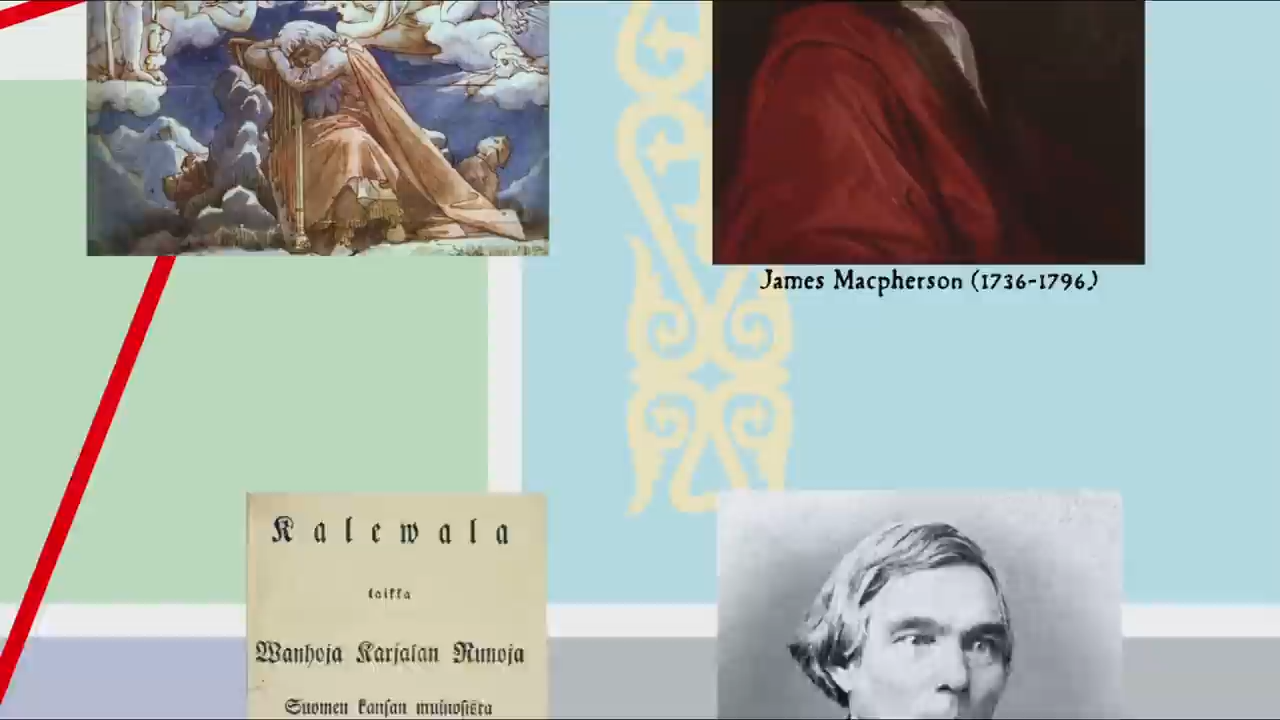 James Macpherson (1736-1796)
Kalewala
taikka
Wanhoja Karjalan Runoja
Suomen kansan muinosista